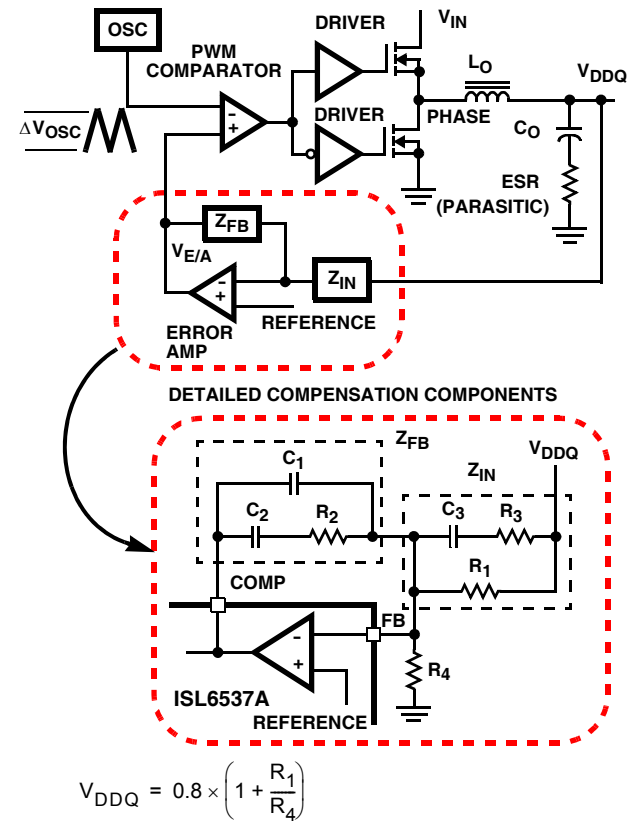 OSC
PWM
COMPARATOR
DRIVER
V_IN
-
+
ΔV_OSC
DRIVER
PHASE
L_O
V_DDQ
C_O
ESR
(PARASITIC)
Z_FB
V_E/A
Z_IN
-
+
ERROR
AMP
REFERENCE
DETAILED COMPENSATION COMPONENTS
Z_FB
V_DDQ
C_1
Z_IN
C_2
R_2
C_3
R_3
R_1
COMP
FB
-
+
R_4
ISL6537A
REFERENCE
V_DDQ = 0.8 × (1 + R_1/R_4)